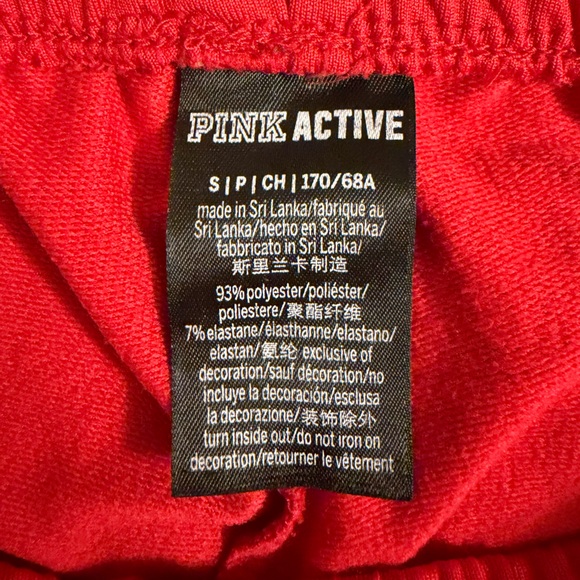 PINK ACTIVE
S | P | CH | 170/68A
made in Sri Lanka/fabriqué au
Sri Lanka/hecho en Sri Lanka/
fabbricato in Sri Lanka/
斯里兰卡制造
93% polyester/poliéster/
poliestere/聚酯纤维
7% elastane/élasthanne/elastano/
elastan/氨纶 exclusive of
decoration/sauf décoration/no
incluye la decoración/esclusa
la decorazione/装饰除外
turn inside out/do not iron on
decoration/retourner le vêtement